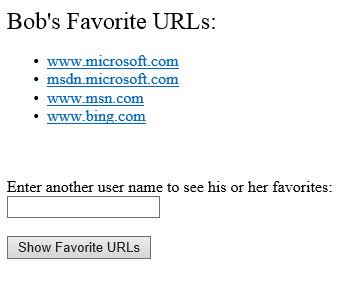 Bob's Favorite URLs:
• www.microsoft.com
• msdn.microsoft.com
• www.msn.com
• www.bing.com
Enter another user name to see his or her favorites:
Show Favorite URLs